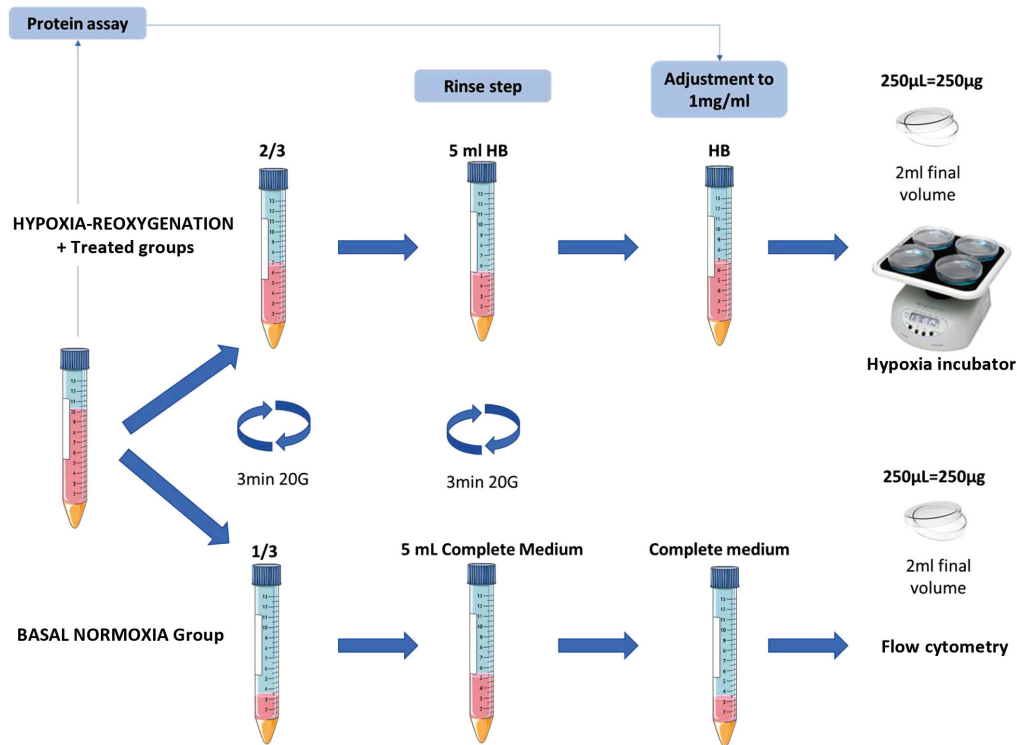 Protein assay
Rinse step
Adjustment to
1mg/ml
250µL=250µg
2ml final
volume
2/3
5 ml HB
HB
HYPOXIA-REOXYGENATION
+ Treated groups
Hypoxia incubator
3min 20G
3min 20G
250µL=250µg
2ml final
volume
1/3
5 mL Complete Medium
Complete medium
BASAL NORMOXIA Group
Flow cytometry